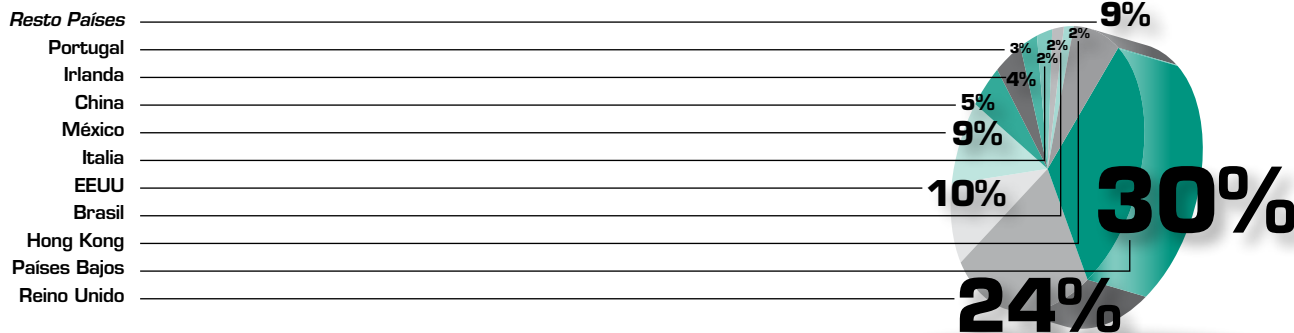 Resto Países 9%
Portugal 3%
Irlanda 4%
China 5%
México 9%
Italia 2%
EEUU 10%
Brasil 2%
Hong Kong 2%
Países Bajos 30%
Reino Unido 24%